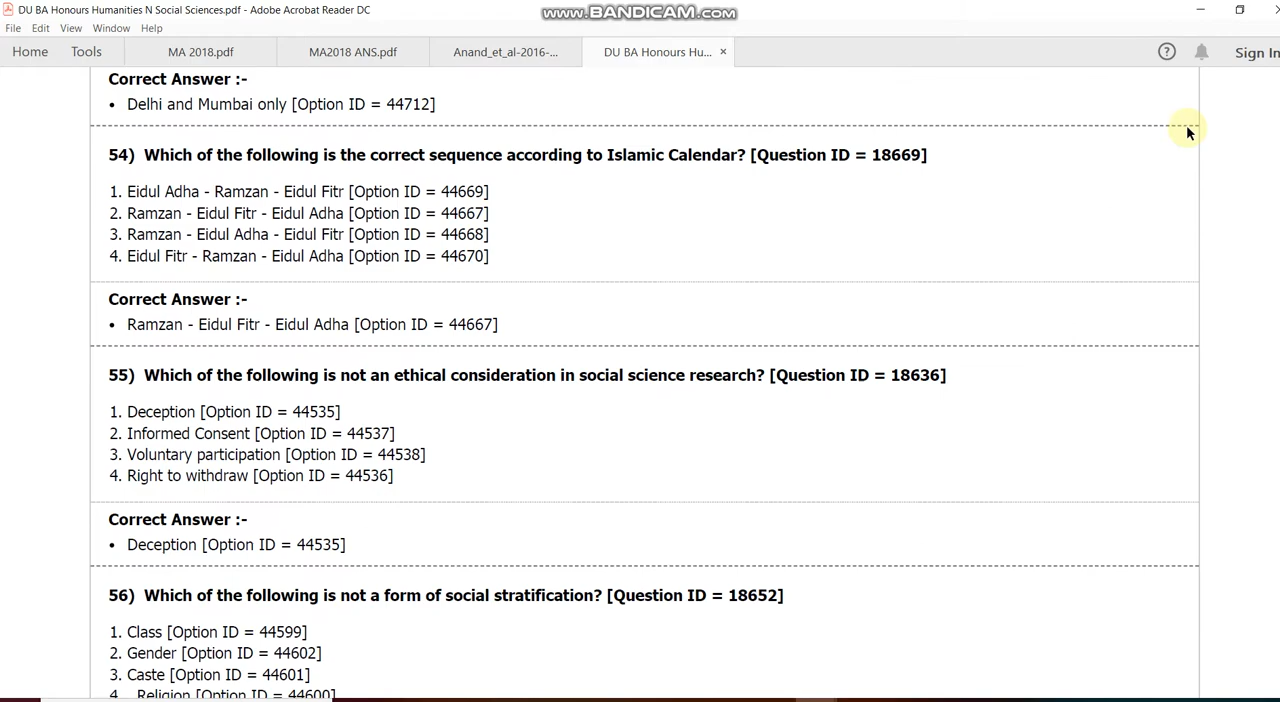 DU BA Honours Humanities N Social Sciences.pdf - Adobe Acrobat Reader DC
www.BANDICAM.com
File Edit View Window Help
Home Tools MA 2018.pdf MA2018 ANS.pdf Anand_et_al-2016-... DU BA Honours Hu... × ? Sign In
Correct Answer :-
• Delhi and Mumbai only [Option ID = 44712]
54) Which of the following is the correct sequence according to Islamic Calendar? [Question ID = 18669]
1. Eidul Adha - Ramzan - Eidul Fitr [Option ID = 44669]
2. Ramzan - Eidul Fitr - Eidul Adha [Option ID = 44667]
3. Ramzan - Eidul Adha - Eidul Fitr [Option ID = 44668]
4. Eidul Fitr - Ramzan - Eidul Adha [Option ID = 44670]
Correct Answer :-
• Ramzan - Eidul Fitr - Eidul Adha [Option ID = 44667]
55) Which of the following is not an ethical consideration in social science research? [Question ID = 18636]
1. Deception [Option ID = 44535]
2. Informed Consent [Option ID = 44537]
3. Voluntary participation [Option ID = 44538]
4. Right to withdraw [Option ID = 44536]
Correct Answer :-
• Deception [Option ID = 44535]
56) Which of the following is not a form of social stratification? [Question ID = 18652]
1. Class [Option ID = 44599]
2. Gender [Option ID = 44602]
3. Caste [Option ID = 44601]
4. Religion [Option ID = 44600]